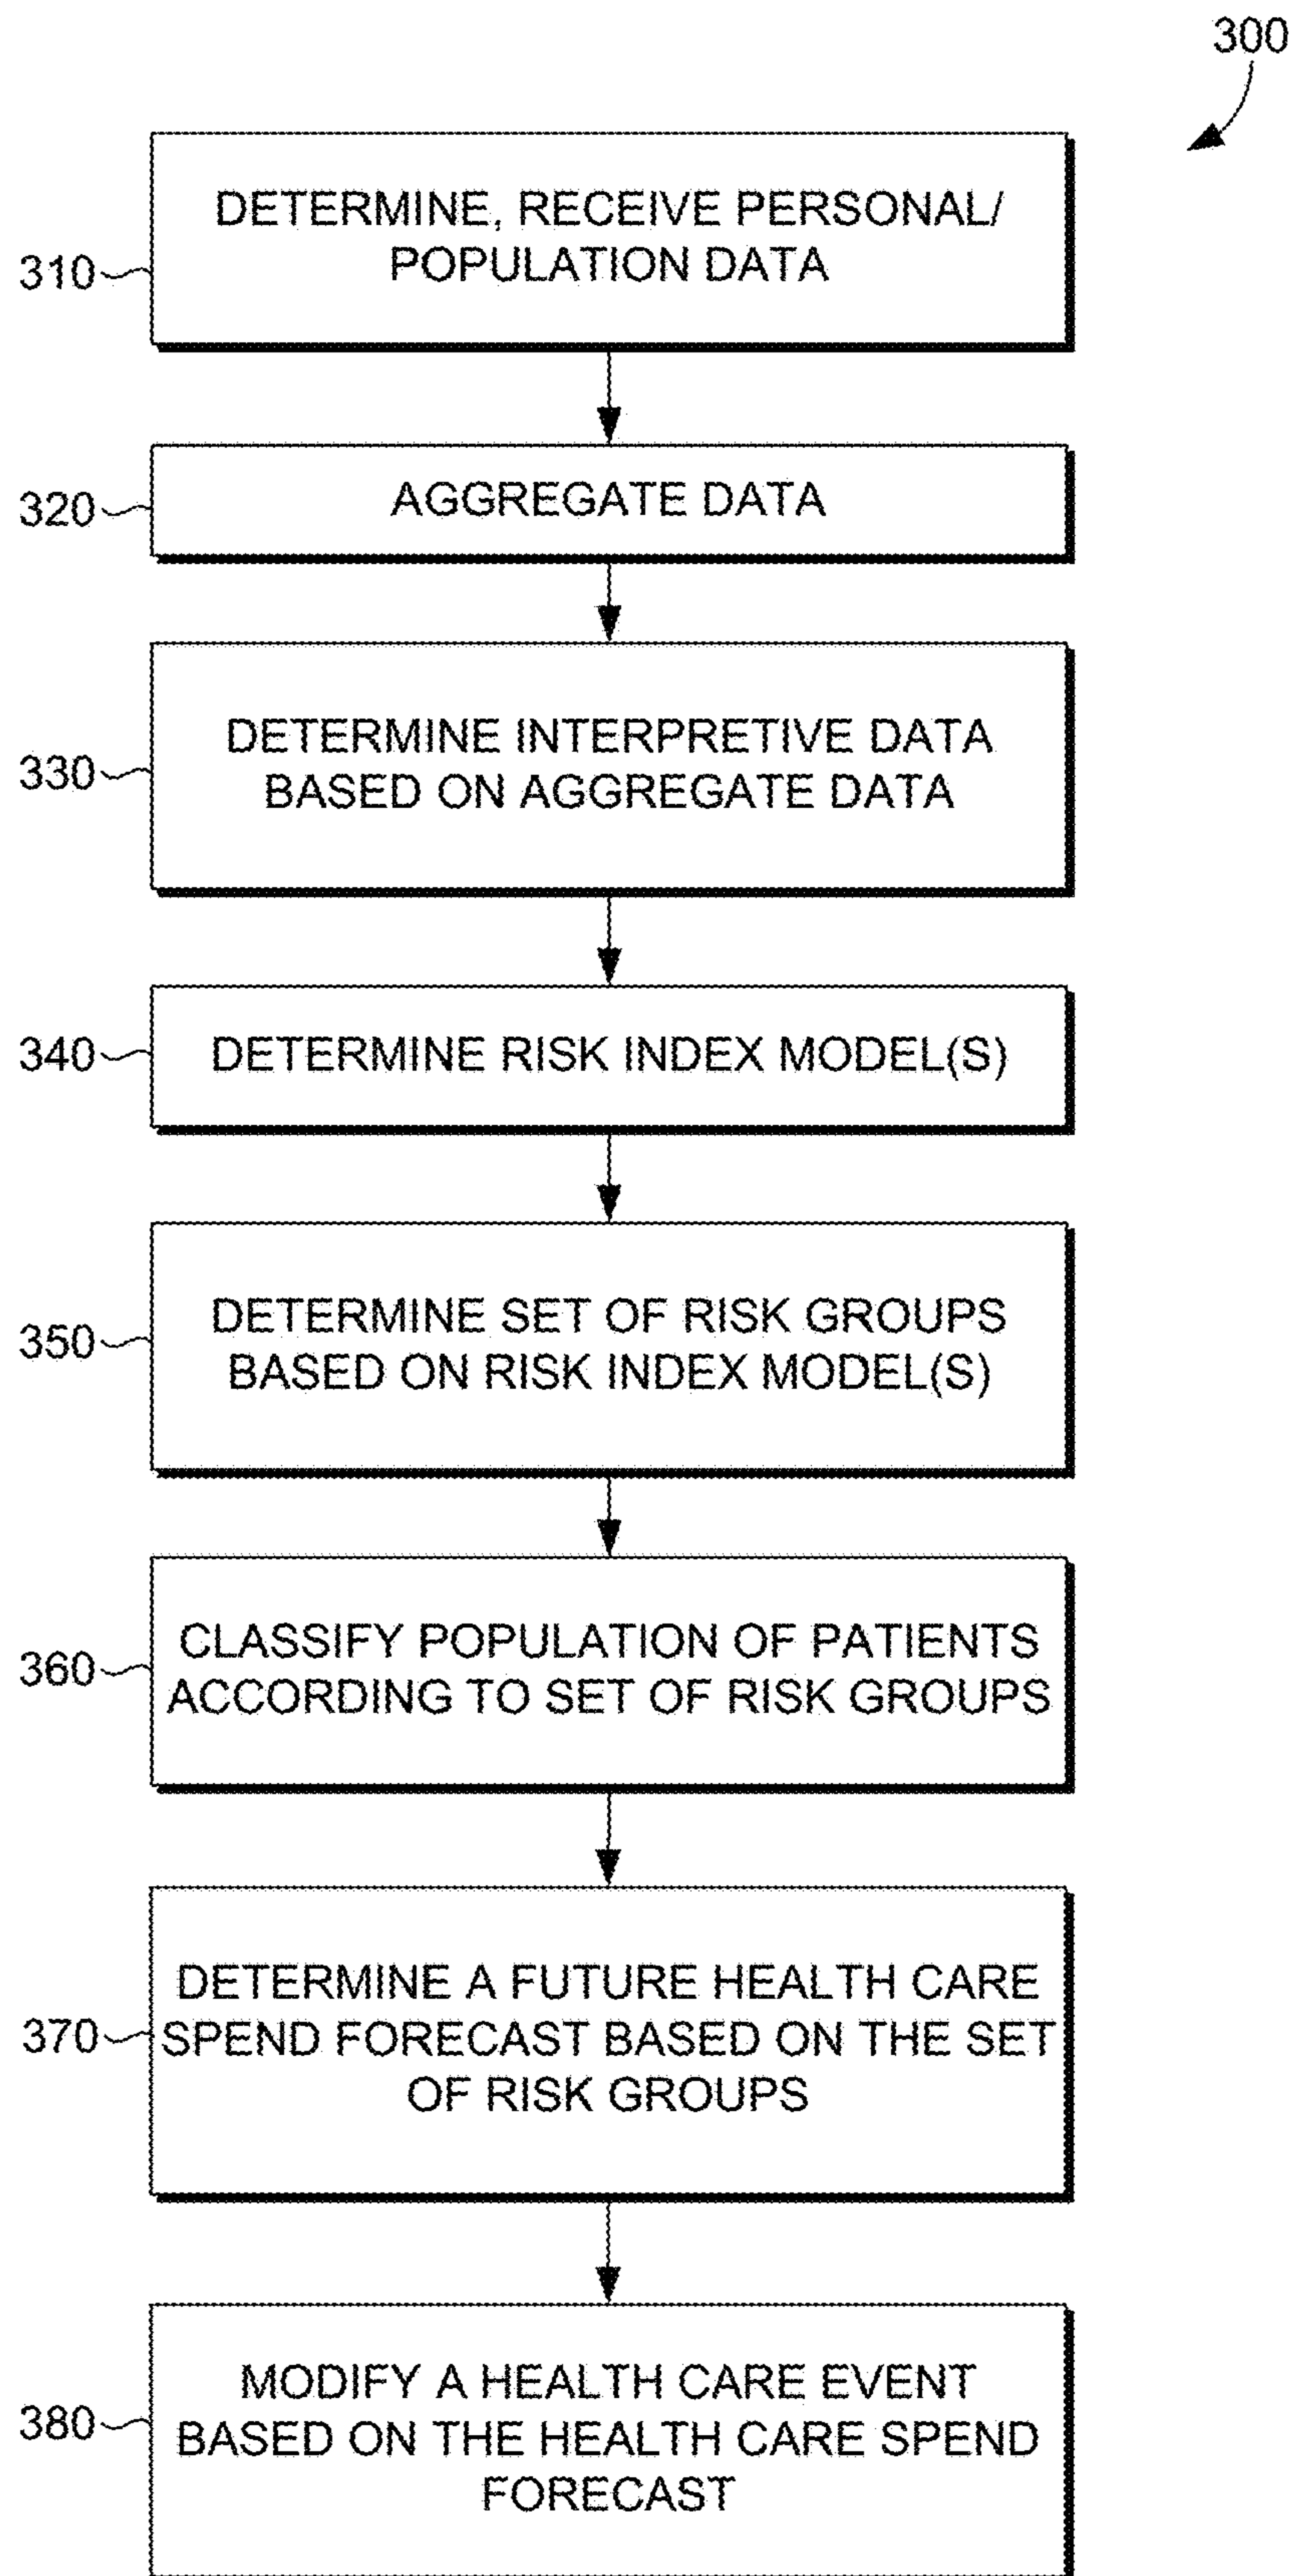 300
DETERMINE, RECEIVE PERSONAL/
POPULATION DATA
310
AGGREGATE DATA
320
DETERMINE INTERPRETIVE DATA
BASED ON AGGREGATE DATA
330
DETERMINE RISK INDEX MODEL(S)
340
DETERMINE SET OF RISK GROUPS
BASED ON RISK INDEX MODEL(S)
350
CLASSIFY POPULATION OF PATIENTS
ACCORDING TO SET OF RISK GROUPS
360
DETERMINE A FUTURE HEALTH CARE
SPEND FORECAST BASED ON THE SET
OF RISK GROUPS
370
MODIFY A HEALTH CARE EVENT
BASED ON THE HEALTH CARE SPEND
FORECAST
380